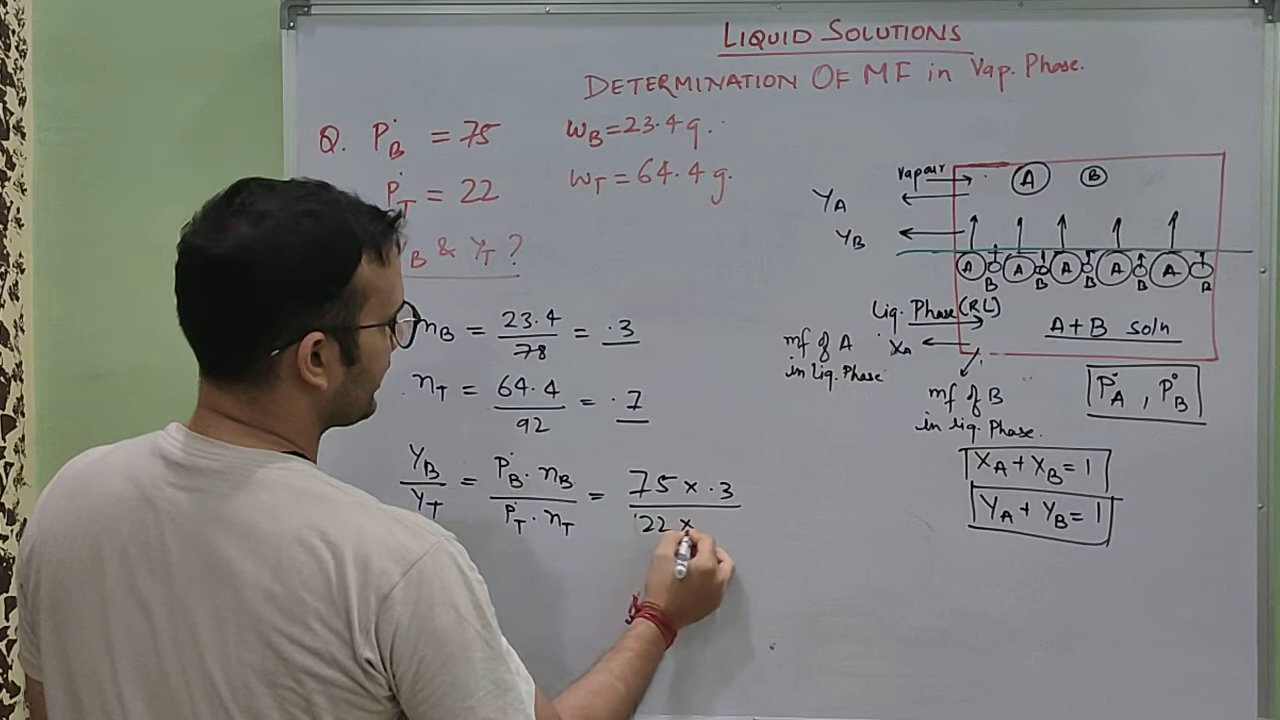 LIQUID SOLUTIONS
DETERMINATION OF MF in Vap. Phase.
Q. P°B = 75 wB = 23.4 g.
P°T = 22 wT = 64.4 g.
B & YT ?
nB = 23.4 / 78 = .3
nT = 64.4 / 92 = .7
YB / YT = P°B . nB / P°T . nT = 75 x .3 / 22 x
Vapour A B
YA
YB
A A A A A
B B B B B
Liq. Phase (RL)
A+B soln
mf of A XA
in Liq. Phase
mf of B
in liq. Phase.
P°A , P°B
XA + XB = 1
YA + YB = 1